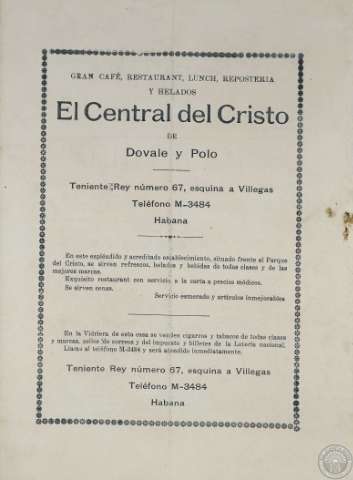 GRAN CAFÉ, RESTAURANT, LUNCH, REPOSTERIA
Y HELADOS
El Central del Cristo
DE
Dovale y Polo
Teniente Rey número 67, esquina a Villegas
Teléfono M-3484
Habana
En este espléndido y acreditado establecimiento, situado frente al Parque
del Cristo, se sirven refrescos, helados y bebidas de todas clases y de las
mejores marcas.
Exquisito restaurant con servicio a la carta a precios módicos.
Se sirven cenas.
Servicio esmerado y artículos inmejorables
En la Vidriera de esta casa se venden cigarros y tabacos de todas clases
y marcas, sellos de correos y del impuesto y billetes de la Lotería nacional.
Llame al teléfono M-3484 y será atendido inmediatamente.
Teniente Rey número 67, esquina a Villegas
Teléfono M-3484
Habana